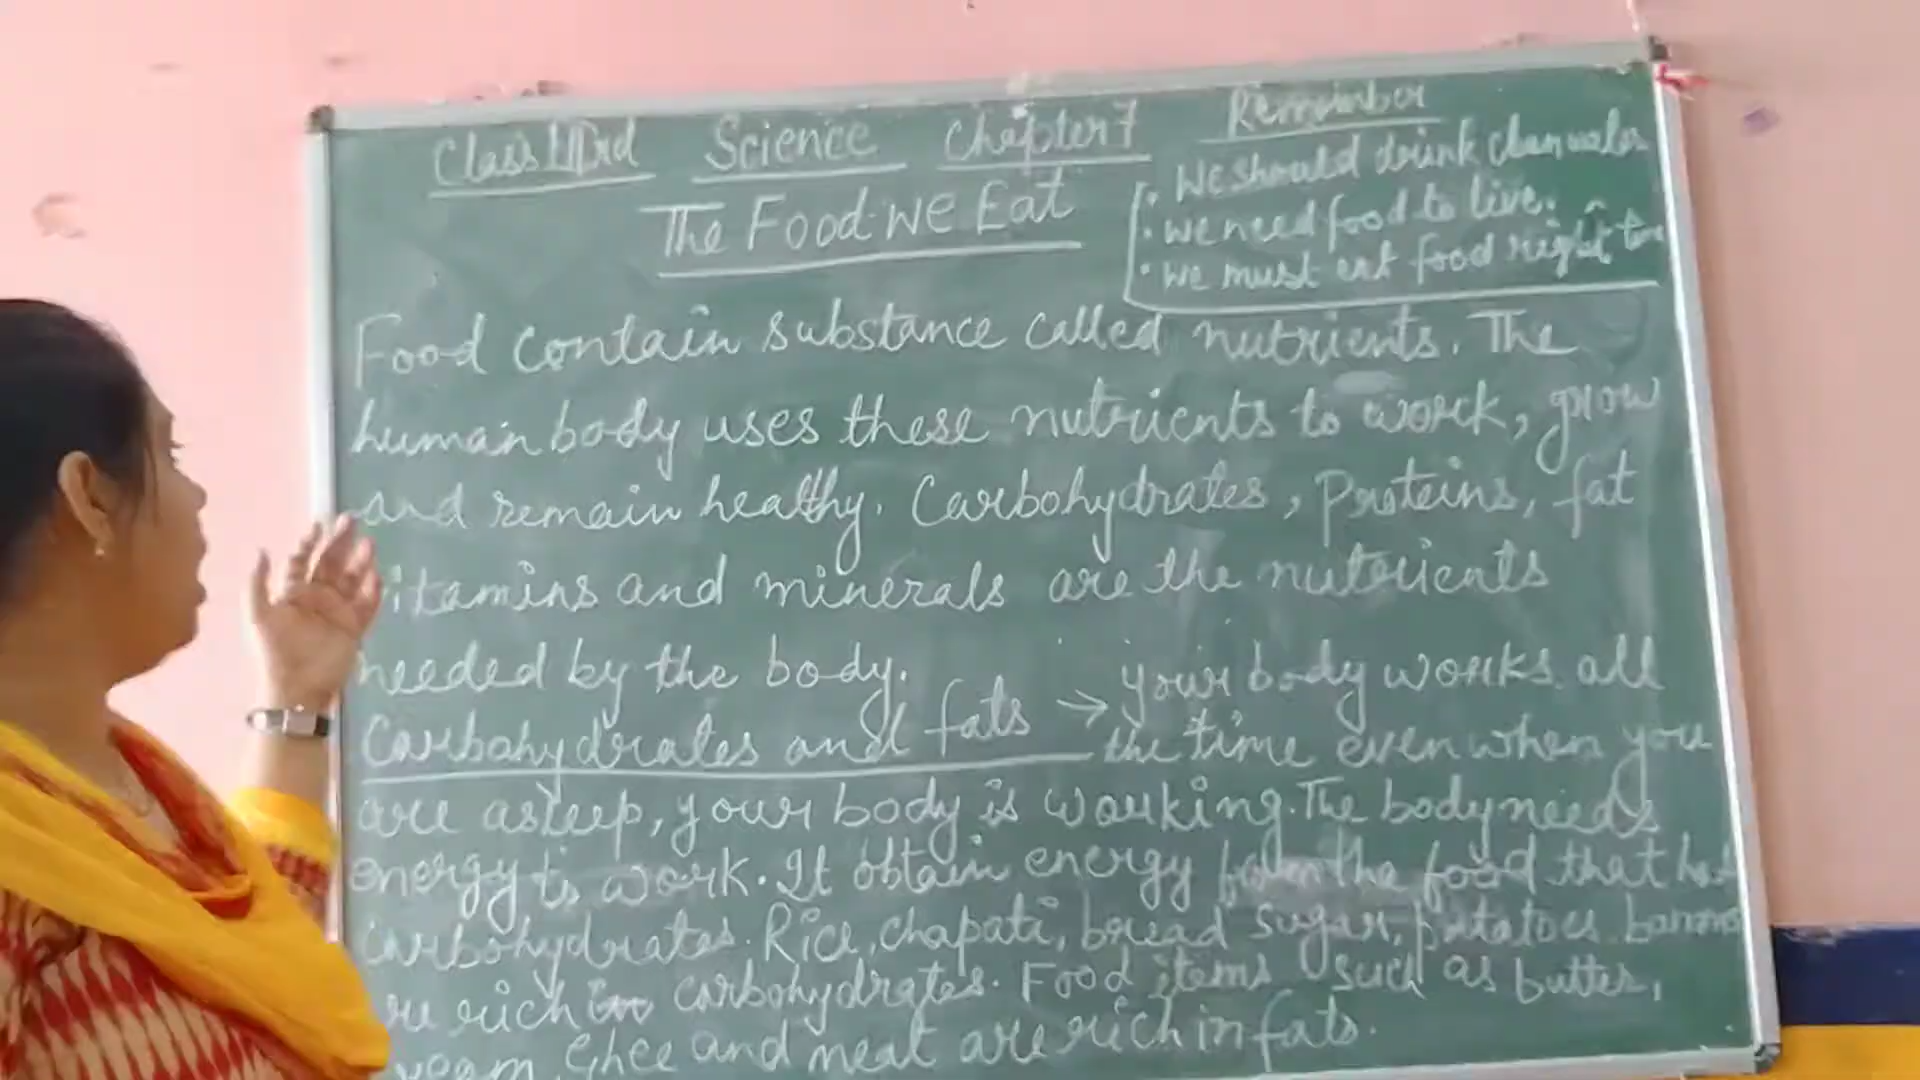 Class IIIrd Science Chapter 7
The Food we Eat
Remember
• We should drink clean water
• we need food to live.
• we must eat food right time
Food contain substance called nutrients. The
human body uses these nutrients to work, grow
and remain healthy. Carbohydrates, Proteins, fat
itamins and minerals are the nutrients
needed by the body.
Carbohydrates and fats → your body works all
the time even when you
are asleep, your body is working. The body needs
energy to work. It obtain energy from the food that
carbohydrates. Rice, chapati, bread sugar, potatoes banana
re rich in carbohydrates. Food items such as butter,
Ghee and meat are rich in fats.